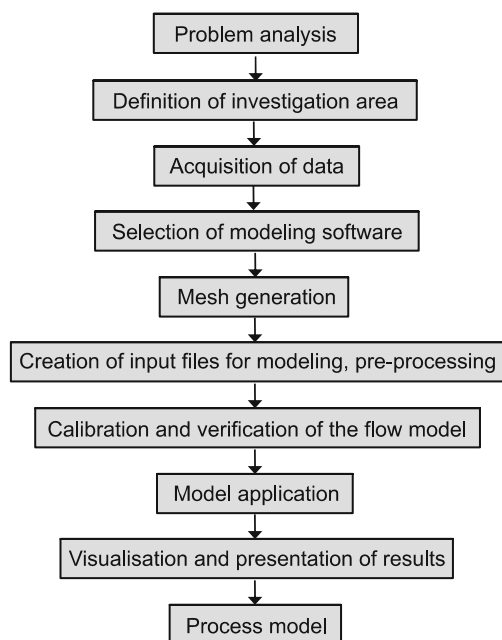 Problem analysis
Definition of investigation area
Acquisition of data
Selection of modeling software
Mesh generation
Creation of input files for modeling, pre-processing
Calibration and verification of the flow model
Model application
Visualisation and presentation of results
Process model